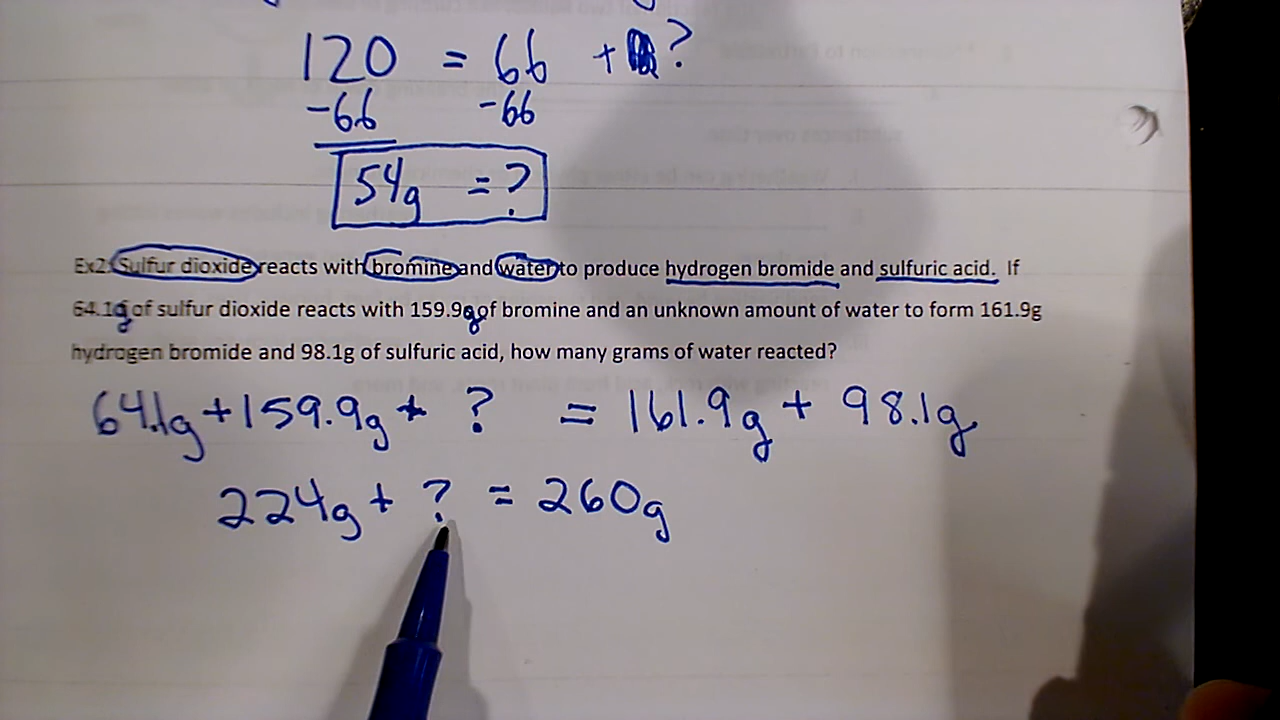 120 = 66 + ?
-66 -66
54g = ?
Ex2: Sulfur dioxide reacts with bromine and water to produce hydrogen bromide and sulfuric acid. If
64.1g of sulfur dioxide reacts with 159.9g of bromine and an unknown amount of water to form 161.9g
hydrogen bromide and 98.1g of sulfuric acid, how many grams of water reacted?
64.1g + 159.9g + ? = 161.9g + 98.1g
224g + ? = 260g